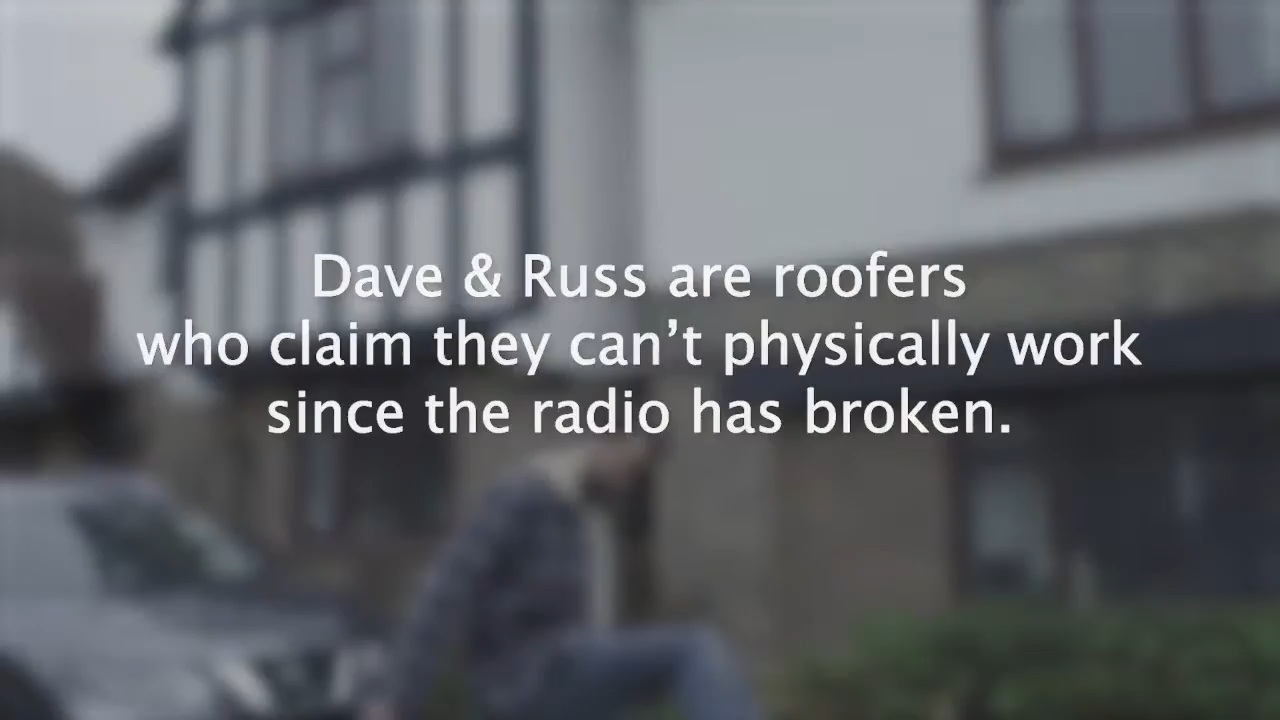 Dave & Russ are roofers
who claim they can’t physically work
since the radio has broken.